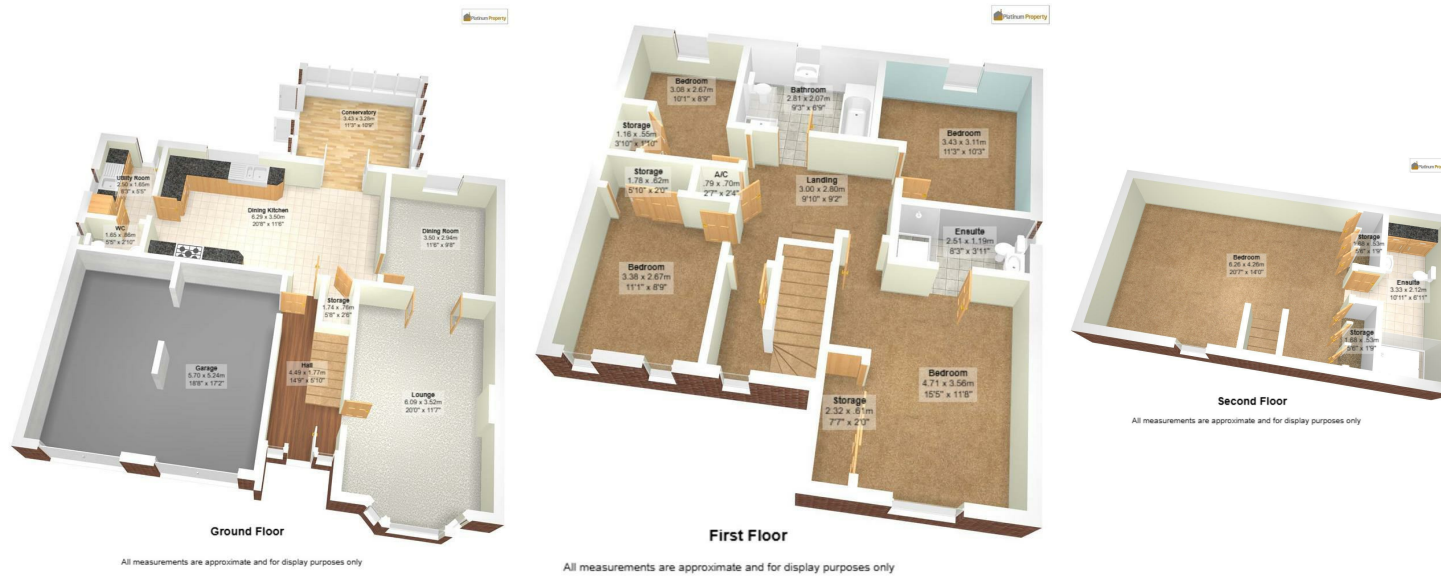 Platinum Property
Conservatory
3.43 x 3.28m
11'3" x 10'9"
Utility Room
2.50 x 1.65m
8'3" x 5'5"
WC
1.65 x .86m
5'5" x 2'10"
Dining Kitchen
6.29 x 3.50m
20'8" x 11'6"
Dining Room
3.50 x 2.94m
11'6" x 9'8"
Storage
1.74 x .76m
5'8" x 2'6"
Garage
5.70 x 5.24m
18'8" x 17'2"
Hall
4.49 x 1.77m
14'9" x 5'10"
Lounge
6.09 x 3.52m
20'0" x 11'7"
Ground Floor
All measurements are approximate and for display purposes only
Platinum Property
Bedroom
3.08 x 2.67m
10'1" x 8'9"
Bathroom
2.81 x 2.07m
9'3" x 6'9"
Storage
1.16 x .55m
3'10" x 1'10"
Bedroom
3.43 x 3.11m
11'3" x 10'3"
Storage
1.78 x .62m
5'10" x 2'0"
A/C
.79 x .70m
2'7" x 2'4"
Landing
3.00 x 2.80m
9'10" x 9'2"
Ensuite
2.51 x 1.19m
8'3" x 3'11"
Bedroom
3.38 x 2.67m
11'1" x 8'9"
Bedroom
4.71 x 3.56m
15'5" x 11'8"
Storage
2.32 x .61m
7'7" x 2'0"
First Floor
All measurements are approximate and for display purposes only
Platinum Pr
Storage
1.68 x .53m
5'6" x 1'9"
Bedroom
6.26 x 4.26m
20'7" x 14'0"
Ensuite
3.33 x 2.12m
10'11" x 6'11"
Storage
1.68 x .53m
5'6" x 1'9"
Second Floor
All measurements are approximate and for display purposes only